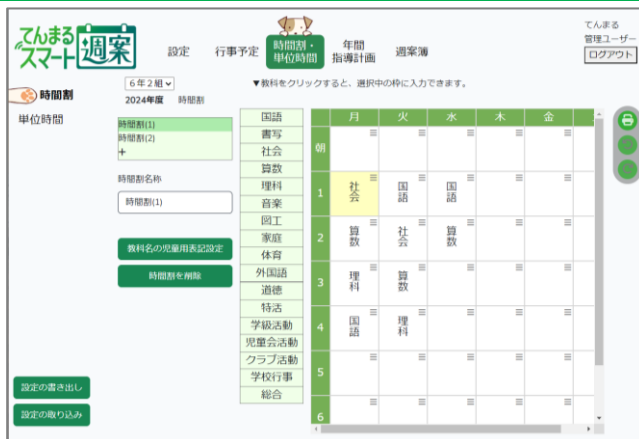 てんまる
スマート週案
設定
行事予定
時間割・
単位時間
年間
指導計画
週案簿
てんまる
管理ユーザー
ログアウト
時間割
単位時間
6年2組
2024年度 時間割
▼教科をクリックすると、選択中の枠に入力できます。
時間割(1)
時間割(2)
+
時間割名称
時間割(1)
教科名の児童用表記設定
時間割を削除
設定の書き出し
設定の取り込み
国語
書写
社会
算数
理科
音楽
図工
家庭
体育
外国語
道徳
特活
学級活動
児童会活動
クラブ活動
学校行事
総合
月 火 水 木 金
朝
1 社会 国語 国語
2 算数 社会 算数
3 理科 算数
4 国語 理科
5
6